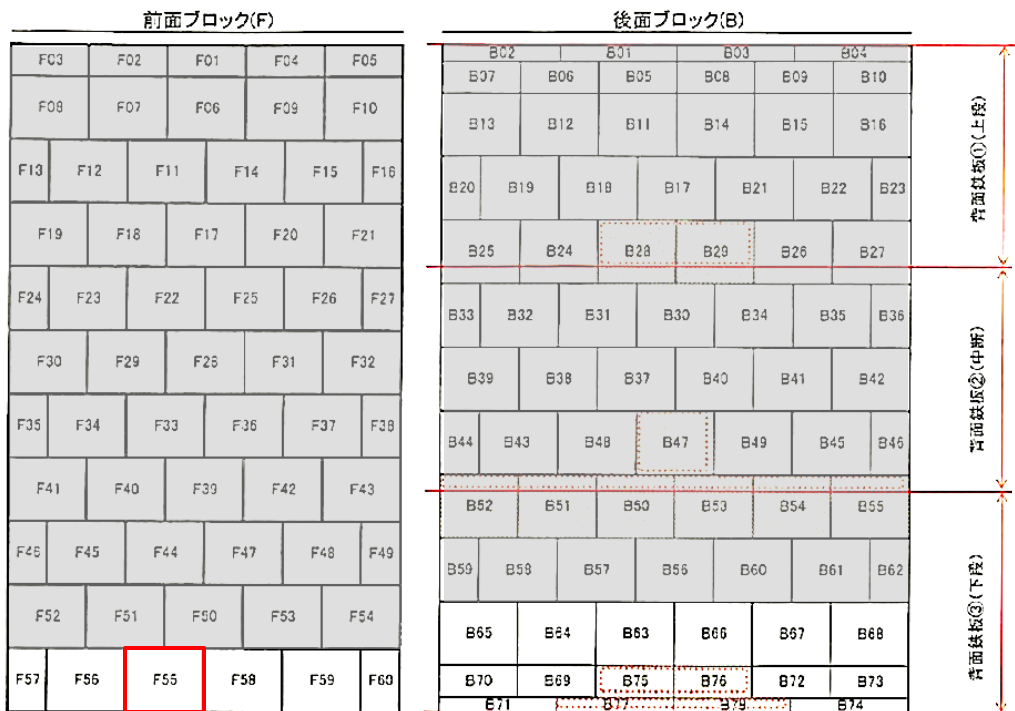 前面ブロック(F)
F03 F02 F01 F04 F05
F08 F07 F06 F09 F10
F13 F12 F11 F14 F15 F16
F19 F18 F17 F20 F21
F24 F23 F22 F25 F26 F27
F30 F29 F28 F31 F32
F35 F34 F33 F36 F37 F38
F41 F40 F39 F42 F43
F46 F45 F44 F47 F48 F49
F52 F51 F50 F53 F54
F57 F56 F55 F58 F59 F60
後面ブロック(B)
B02 B01 B03 B04
B07 B06 B05 B08 B09 B10
B13 B12 B11 B14 B15 B16
B20 B19 B18 B17 B21 B22 B23
B25 B24 B28 B29 B26 B27
B33 B32 B31 B30 B34 B35 B36
B39 B38 B37 B40 B41 B42
B44 B43 B48 B47 B49 B45 B46
B52 B51 B50 B53 B54 B55
B59 B58 B57 B56 B60 B61 B62
B65 B64 B63 B66 B67 B68
B70 B69 B75 B76 B72 B73
B71 B77 B79 B74
背面鉄板①(上段)
背面鉄板②(中断)
背面鉄板③(下段)